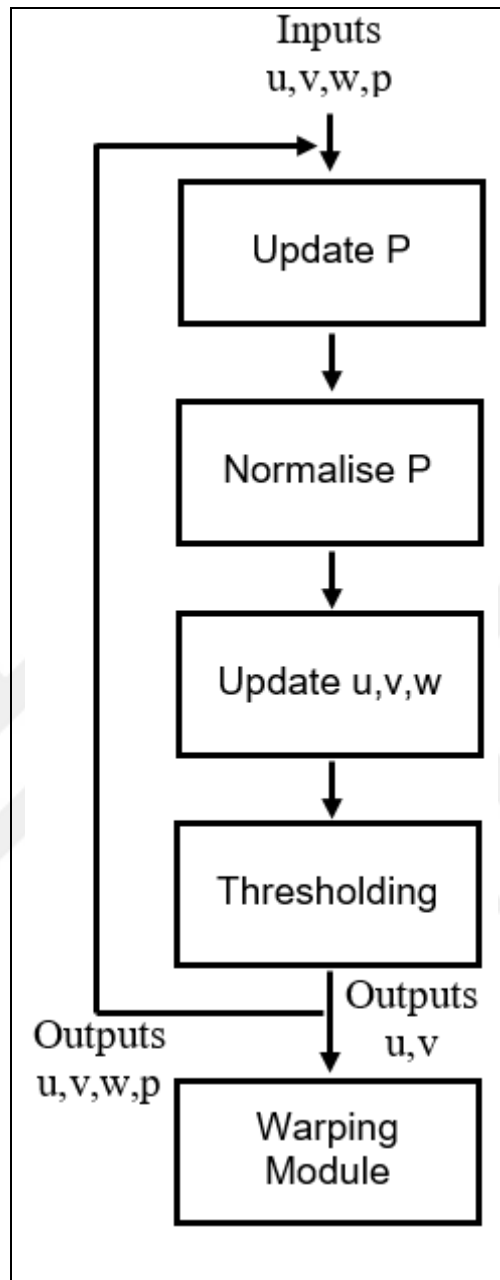 Inputs
u,v,w,p
Update P
Normalise P
Update u,v,w
Thresholding
Outputs
u,v
Outputs
u,v,w,p
Warping
Module